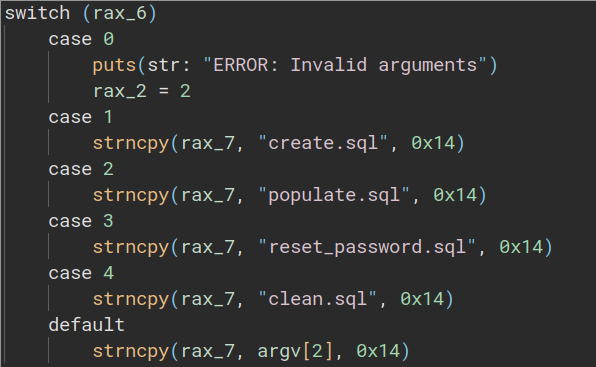 switch (rax_6)
case 0
puts(str: "ERROR: Invalid arguments")
rax_2 = 2
case 1
strncpy(rax_7, "create.sql", 0x14)
case 2
strncpy(rax_7, "populate.sql", 0x14)
case 3
strncpy(rax_7, "reset_password.sql", 0x14)
case 4
strncpy(rax_7, "clean.sql", 0x14)
default
strncpy(rax_7, argv[2], 0x14)